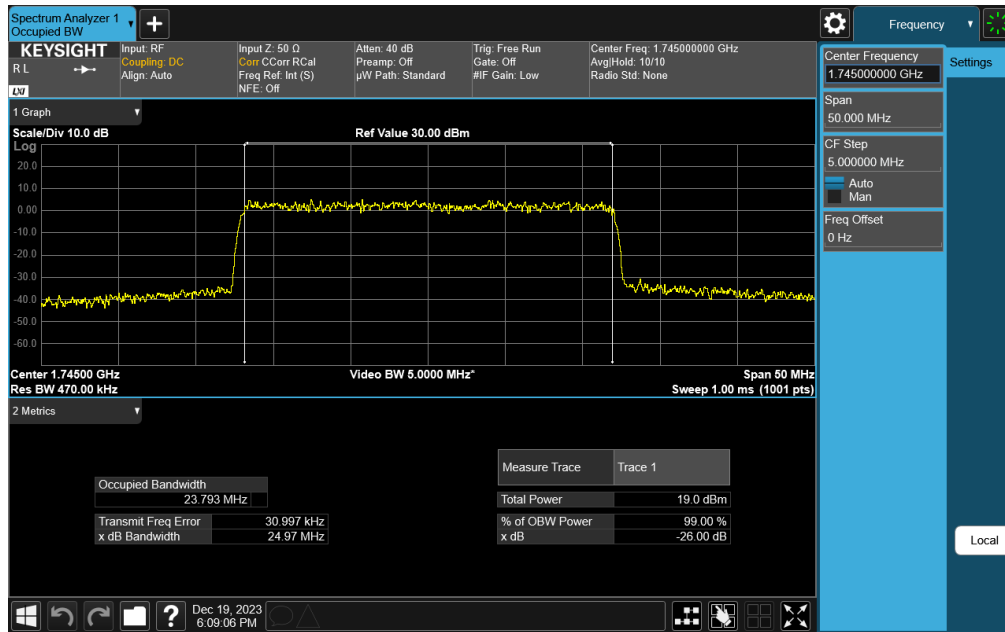 Spectrum Analyzer 1
Occupied BW
Frequency
KEYSIGHT
R L
LXI
Input: RF
Coupling: DC
Align: Auto
Input Z: 50 Ω
Corr CCorr RCal
Freq Ref: Int (S)
NFE: Off
Atten: 40 dB
Preamp: Off
µW Path: Standard
Trig: Free Run
Gate: Off
#IF Gain: Low
Center Freq: 1.745000000 GHz
Avg|Hold: 10/10
Radio Std: None
Center Frequency
1.745000000 GHz
Settings
Span
50.000 MHz
CF Step
5.000000 MHz
Auto
Man
Freq Offset
0 Hz
Local
1 Graph
Scale/Div 10.0 dB
Ref Value 30.00 dBm
Log
20.0
10.0
0.00
-10.0
-20.0
-30.0
-40.0
-50.0
-60.0
Center 1.74500 GHz
Video BW 5.0000 MHz*
Span 50 MHz
Res BW 470.00 kHz
Sweep 1.00 ms (1001 pts)
2 Metrics
Measure Trace
Trace 1
Occupied Bandwidth
23.793 MHz
Total Power
19.0 dBm
Transmit Freq Error
30.997 kHz
% of OBW Power
99.00 %
x dB Bandwidth
24.97 MHz
x dB
-26.00 dB
?
Dec 19, 2023
6:09:06 PM